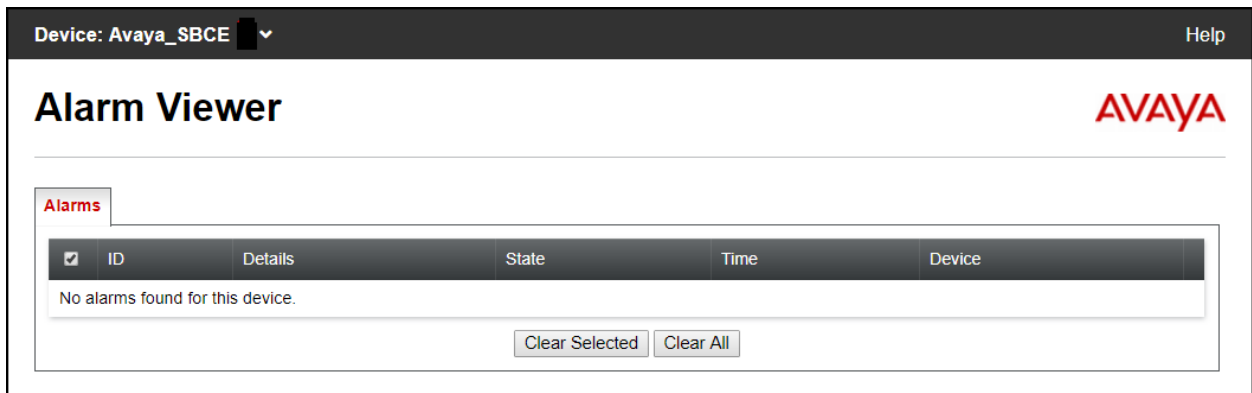 Device: Avaya_SBCE Help
Alarm Viewer AVAYA
Alarms
ID Details State Time Device
No alarms found for this device.
Clear Selected Clear All